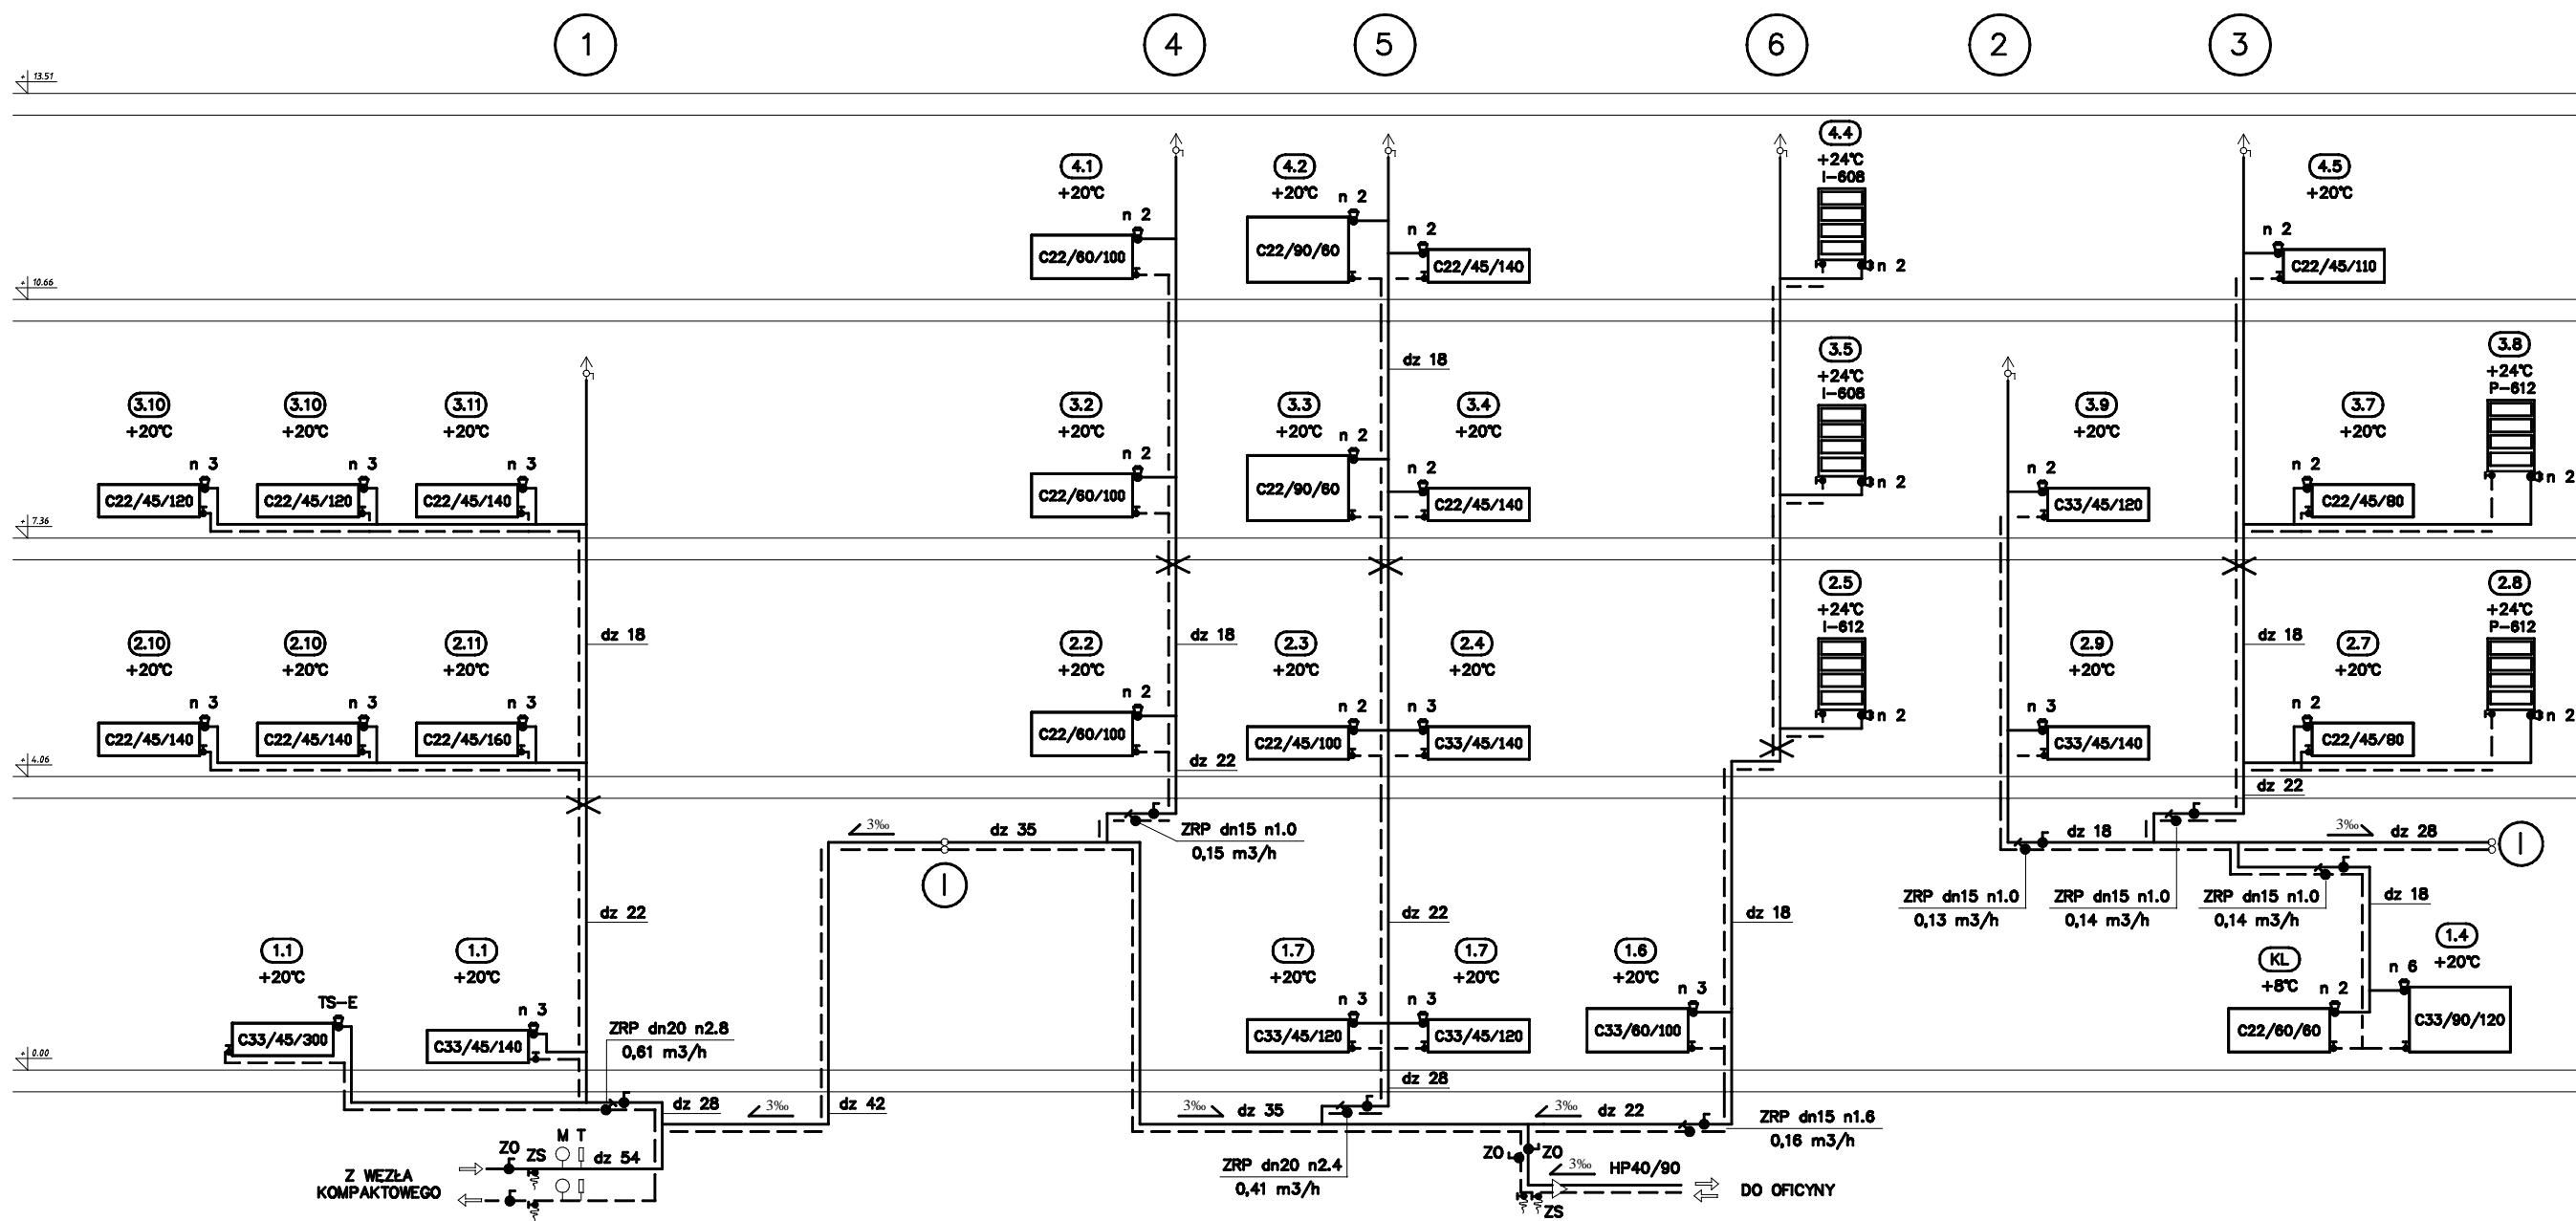 1 4 5 6 2 3
+ 13.51
4.1
+20°C
n 2
C22/60/100
4.2
+20°C
n 2
C22/90/60
n 2
C22/45/140
4.4
+24°C
I-608
n 2
4.5
+20°C
n 2
C22/45/110
+ 10.66
dz 18
3.10
+20°C
n 3
C22/45/120
3.10
+20°C
n 3
C22/45/120
3.11
+20°C
n 3
C22/45/140
3.2
+20°C
n 2
C22/60/100
3.3
+20°C
n 2
C22/90/60
3.4
+20°C
n 2
C22/45/140
3.5
+24°C
I-608
n 2
3.9
+20°C
n 2
C33/45/120
3.7
+20°C
n 2
C22/45/80
3.8
+24°C
P-612
n 2
+ 7.36
2.10
+20°C
n 3
C22/45/140
2.10
+20°C
n 3
C22/45/140
2.11
+20°C
n 3
C22/45/160
dz 18
2.2
+20°C
n 2
C22/60/100
dz 18
dz 22
2.3
+20°C
n 2
C22/45/100
2.4
+20°C
n 3
C33/45/140
2.5
+24°C
I-612
n 2
2.9
+20°C
n 3
C33/45/140
dz 18
2.7
+20°C
n 2
C22/45/80
2.8
+24°C
P-612
n 2
dz 22
+ 4.06
3‰
dz 35
I
ZRP dn15 n1.0
0,15 m3/h
dz 18
3‰
dz 28
I
ZRP dn15 n1.0
0,13 m3/h
ZRP dn15 n1.0
0,14 m3/h
ZRP dn15 n1.0
0,14 m3/h
dz 18
dz 22
dz 22
dz 18
1.1
+20°C
TS-E
C33/45/300
1.1
+20°C
n 3
C33/45/140
ZRP dn20 n2.8
0,61 m3/h
1.7
+20°C
n 3
C33/45/120
1.7
+20°C
n 3
C33/45/120
1.6
+20°C
n 3
C33/60/100
KL
+8°C
n 2
C22/60/60
1.4
+20°C
n 6
C33/90/120
+ 0.00
dz 28
dz 28
3‰
dz 42
3‰
dz 35
3‰
dz 22
ZRP dn15 n1.6
0,16 m3/h
ZO
ZS
M T
dz 54
Z WEZŁA
KOMPAKTOWEGO
ZRP dn20 n2.4
0,41 m3/h
ZO
ZO
3‰
HP40/90
ZS
DO OFICYNY